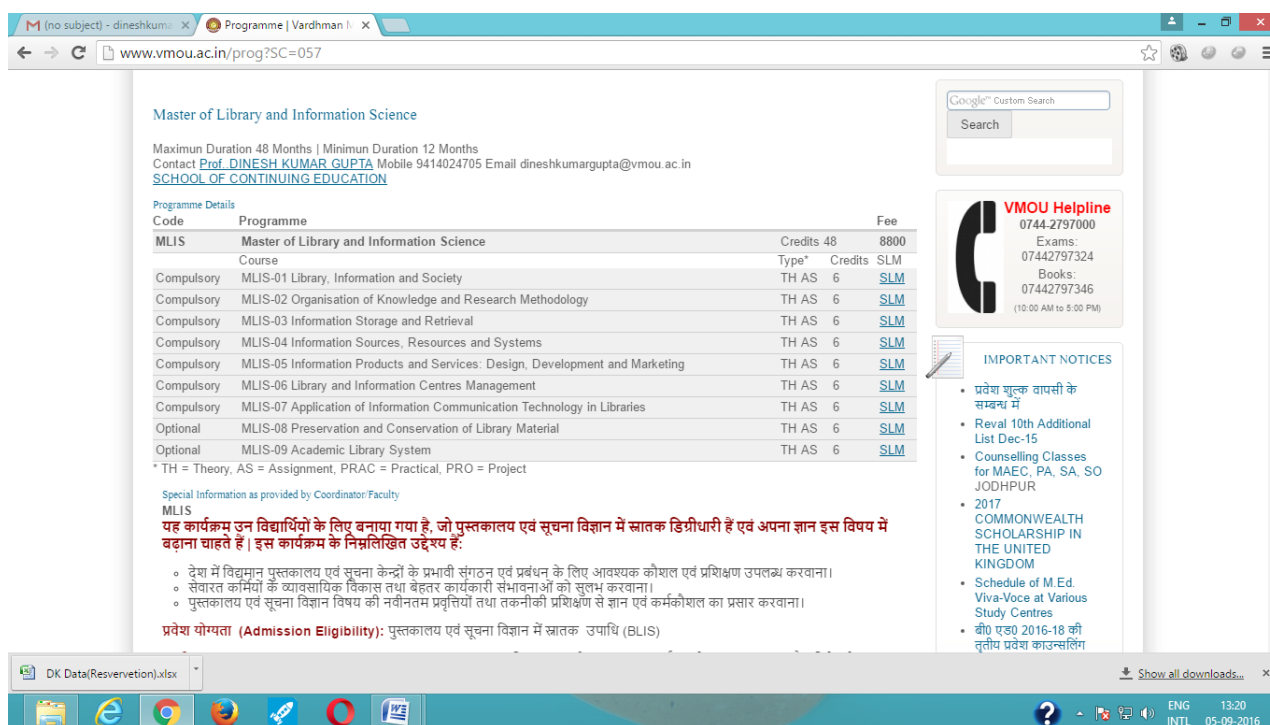 M (no subject) - dineshkuma
Programme | Vardhman M
www.vmou.ac.in/prog?SC=057
Master of Library and Information Science
Maximun Duration 48 Months | Minimun Duration 12 Months
Contact Prof. DINESH KUMAR GUPTA Mobile 9414024705 Email dineshkumargupta@vmou.ac.in
SCHOOL OF CONTINUING EDUCATION
Programme Details
Code Programme Fee
MLIS Master of Library and Information Science Credits 48 8800
Course Type* Credits SLM
Compulsory MLIS-01 Library, Information and Society TH AS 6 SLM
Compulsory MLIS-02 Organisation of Knowledge and Research Methodology TH AS 6 SLM
Compulsory MLIS-03 Information Storage and Retrieval TH AS 6 SLM
Compulsory MLIS-04 Information Sources, Resources and Systems TH AS 6 SLM
Compulsory MLIS-05 Information Products and Services: Design, Development and Marketing TH AS 6 SLM
Compulsory MLIS-06 Library and Information Centres Management TH AS 6 SLM
Compulsory MLIS-07 Application of Information Communication Technology in Libraries TH AS 6 SLM
Optional MLIS-08 Preservation and Conservation of Library Material TH AS 6 SLM
Optional MLIS-09 Academic Library System TH AS 6 SLM
* TH = Theory, AS = Assignment, PRAC = Practical, PRO = Project
Special Information as provided by Coordinator/Faculty
MLIS
यह कार्यक्रम उन विद्यार्थियों के लिए बनाया गया है, जो पुस्तकालय एवं सूचना विज्ञान में स्नातक डिग्रीधारी हैं एवं अपना ज्ञान इस विषय में
बढ़ाना चाहते हैं | इस कार्यक्रम के निम्नलिखित उद्देश्य हैं:
देश में विद्यमान पुस्तकालय एवं सूचना केन्द्रों के प्रभावी संगठन एवं प्रबंधन के लिए आवश्यक कौशल एवं प्रशिक्षण उपलब्ध करवाना।
सेवारत कर्मियों के व्यावसायिक विकास तथा बेहतर कार्यकारी संभावनाओं को सुलभ करवाना।
पुस्तकालय एवं सूचना विज्ञान विषय की नवीनतम प्रवृत्तियों तथा तकनीकी प्रशिक्षण से ज्ञान एवं कर्मकौशल का प्रसार करवाना।
प्रवेश योग्यता (Admission Eligibility): पुस्तकालय एवं सूचना विज्ञान में स्नातक उपाधि (BLIS)
Google™ Custom Search
Search
VMOU Helpline
0744-2797000
Exams:
07442797324
Books:
07442797346
(10:00 AM to 5:00 PM)
IMPORTANT NOTICES
प्रवेश शुल्क वापसी के
सम्बन्ध में
Reval 10th Additional
List Dec-15
Counselling Classes
for MAEC, PA, SA, SO
JODHPUR
2017
COMMONWEALTH
SCHOLARSHIP IN
THE UNITED
KINGDOM
Schedule of M.Ed.
Viva-Voce at Various
Study Centres
बी0 एड0 2016-18 की
तृतीय प्रवेश काउन्सलिंग
DK Data(Resvervetion).xlsx
Show all downloads...
ENG 13:20
INTL 05-09-2016